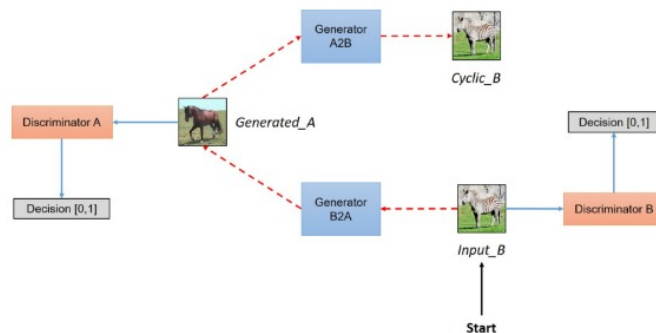 Generator
A2B
Cyclic_B
Generated_A
Discriminator A
Decision [0,1]
Decision [0,1]
Generator
B2A
Discriminator B
Input_B
Start